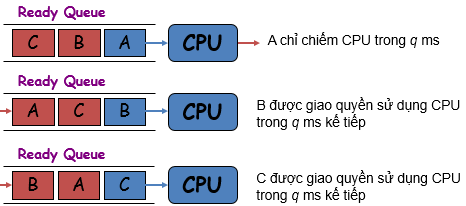 Ready Queue
C B A CPU A chỉ chiếm CPU trong q ms
Ready Queue
A C B CPU B được giao quyền sử dụng CPU
trong q ms kế tiếp
Ready Queue
B A C CPU C được giao quyền sử dụng CPU
trong q ms kế tiếp